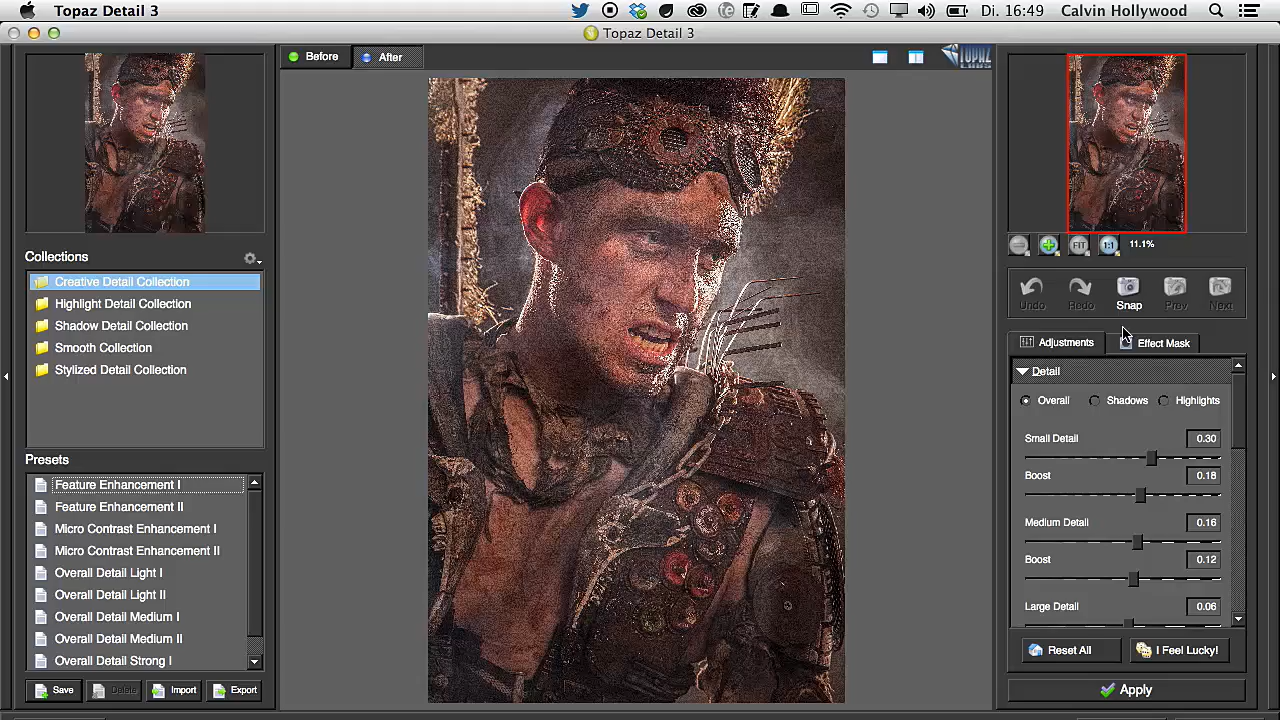 Topaz Detail 3
Di. 16:49
Calvin Hollywood
Topaz Detail 3
Before
After
TOPAZ
LABS
Collections
Creative Detail Collection
Highlight Detail Collection
Shadow Detail Collection
Smooth Collection
Stylized Detail Collection
Presets
Feature Enhancement I
Feature Enhancement II
Micro Contrast Enhancement I
Micro Contrast Enhancement II
Overall Detail Light I
Overall Detail Light II
Overall Detail Medium I
Overall Detail Medium II
Overall Detail Strong I
Save
Delete
Import
Export
FIT
1:1
11.1%
Undo
Redo
Snap
Prev
Next
Adjustments
Effect Mask
Detail
Overall
Shadows
Highlights
Small Detail
0.30
Boost
0.18
Medium Detail
0.16
Boost
0.12
Large Detail
0.06
Reset All
I Feel Lucky!
Apply